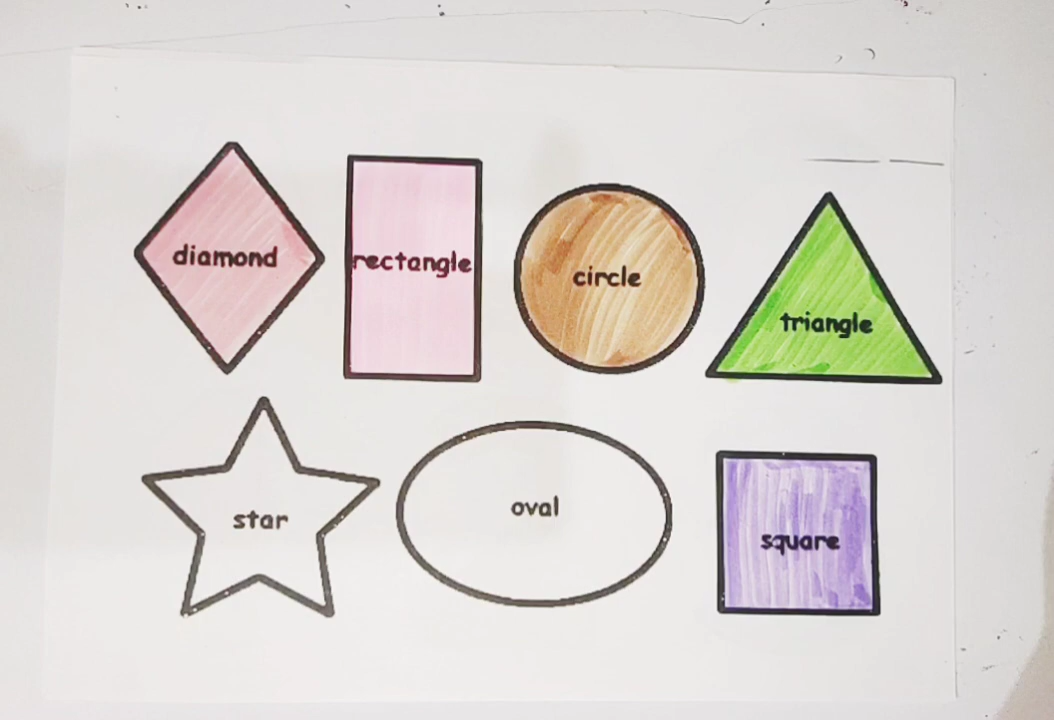 diamond
rectangle
circle
triangle
star
oval
square